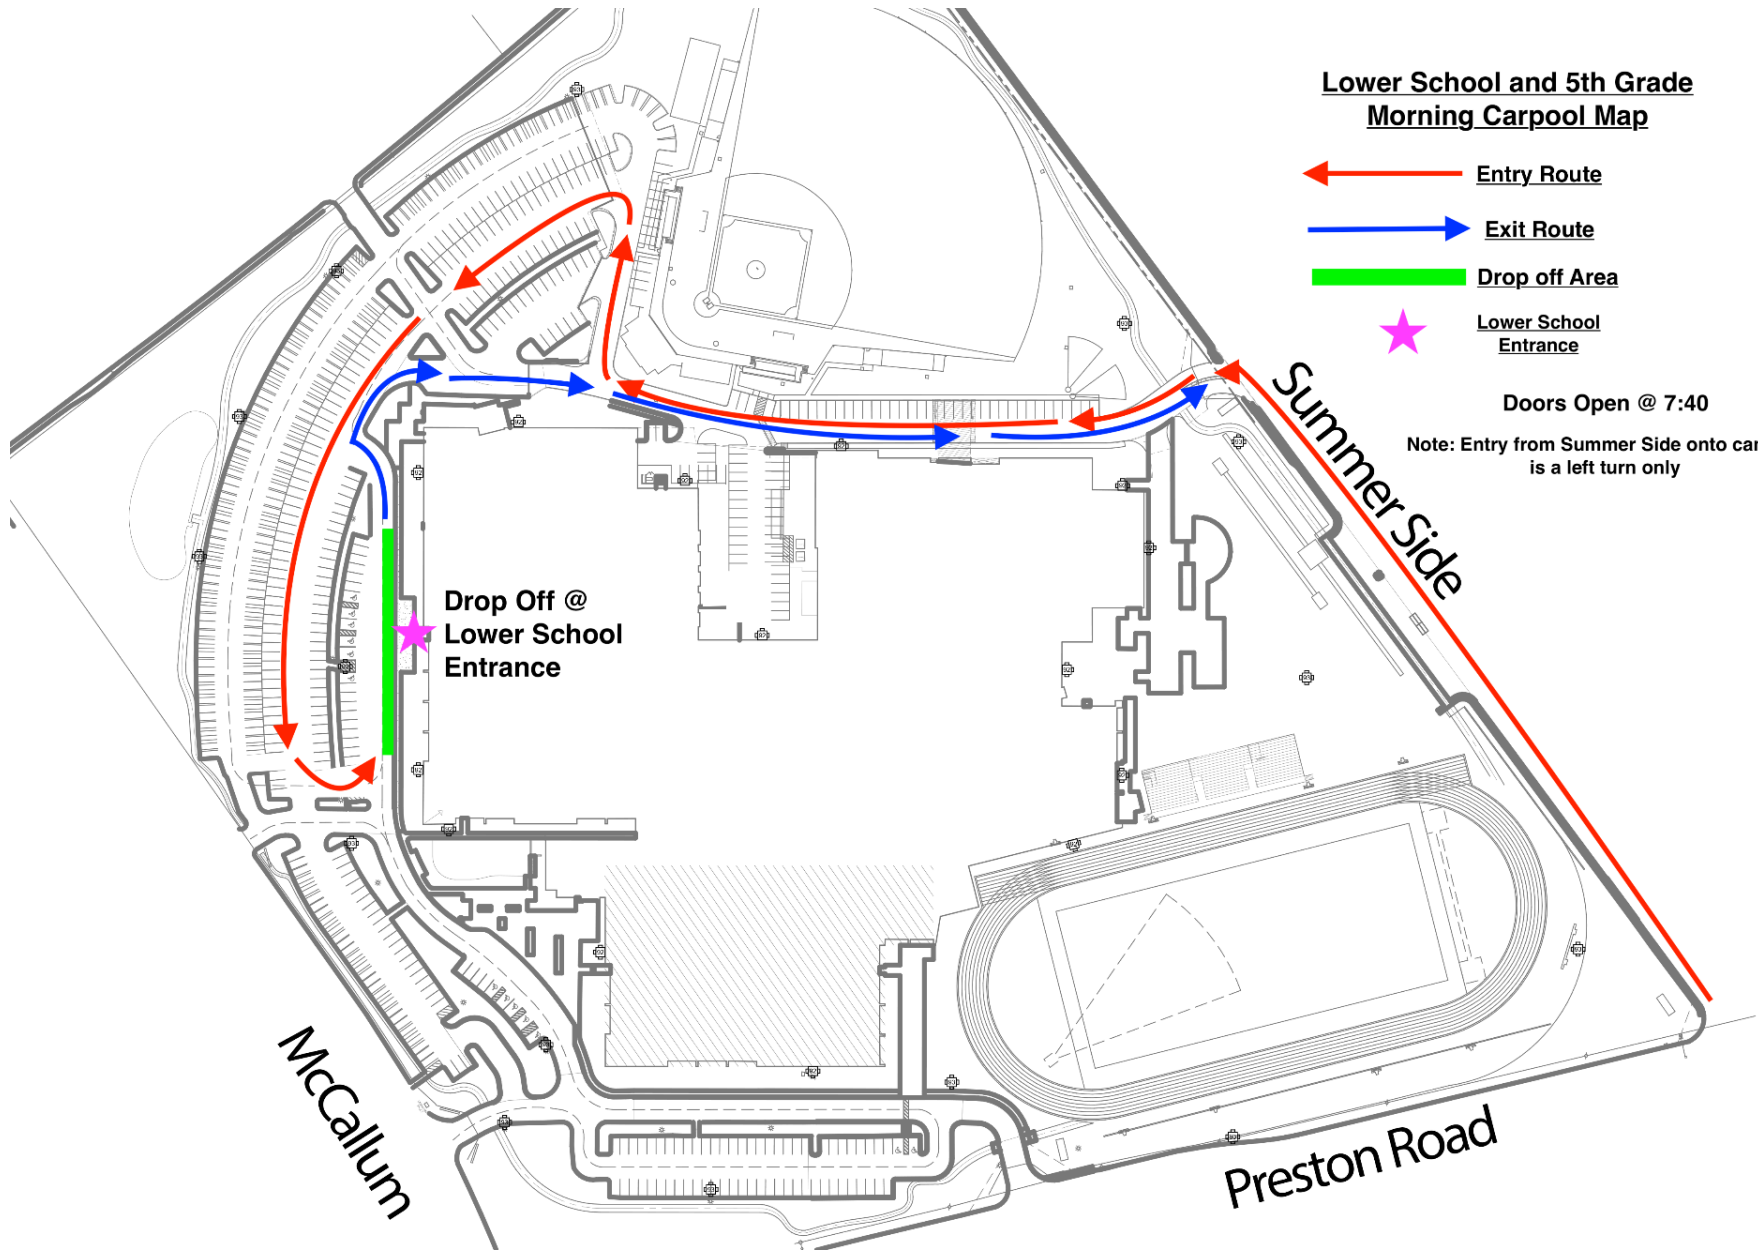 Lower School and 5th Grade
Morning Carpool Map
Entry Route
Exit Route
Drop off Area
Lower School
Entrance
Doors Open @ 7:40
Note: Entry from Summer Side onto car
is a left turn only
Summer Side
Drop Off @
Lower School
Entrance
McCallum
Preston Road